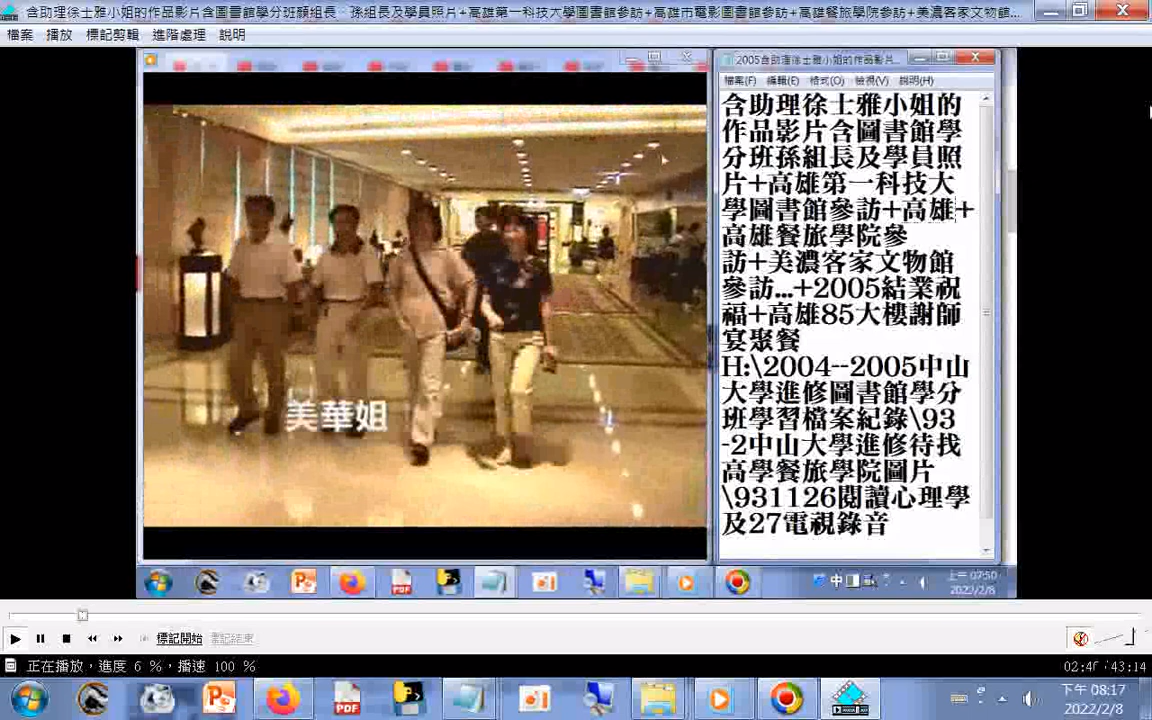 含助理徐士雅小姐的作品影片含圖書館學分班顧組長、孫組長及學員照片+高雄第一科技大學圖書館參訪+高雄市電影圖書館參訪+高雄餐旅學院參訪+美濃客家文物館...
檔案 播放 標記剪輯 進階處理 說明
2005含助理徐士雅小姐的作品影片...
檔案(F) 編輯(E) 格式(O) 檢視(V) 說明(H)
含助理徐士雅小姐的
作品影片含圖書館學
分班孫組長及學員照
片+高雄第一科技大
學圖書館參訪+高雄+
高雄餐旅學院參
訪+美濃客家文物館
參訪...+2005結業祝
福+高雄85大樓謝師
宴聚餐
H:\2004--2005中山
大學進修圖書館學分
班學習檔案紀錄\93
-2中山大學進修待找
高學餐旅學院圖片
\931126閱讀心理學
及27電視錄音
美華姐
中
上午 07:50
2022/2/8
標記開始 標記結束
正在播放，進度 6 %，播速 100 %
43:14
下午 08:17
2022/2/8